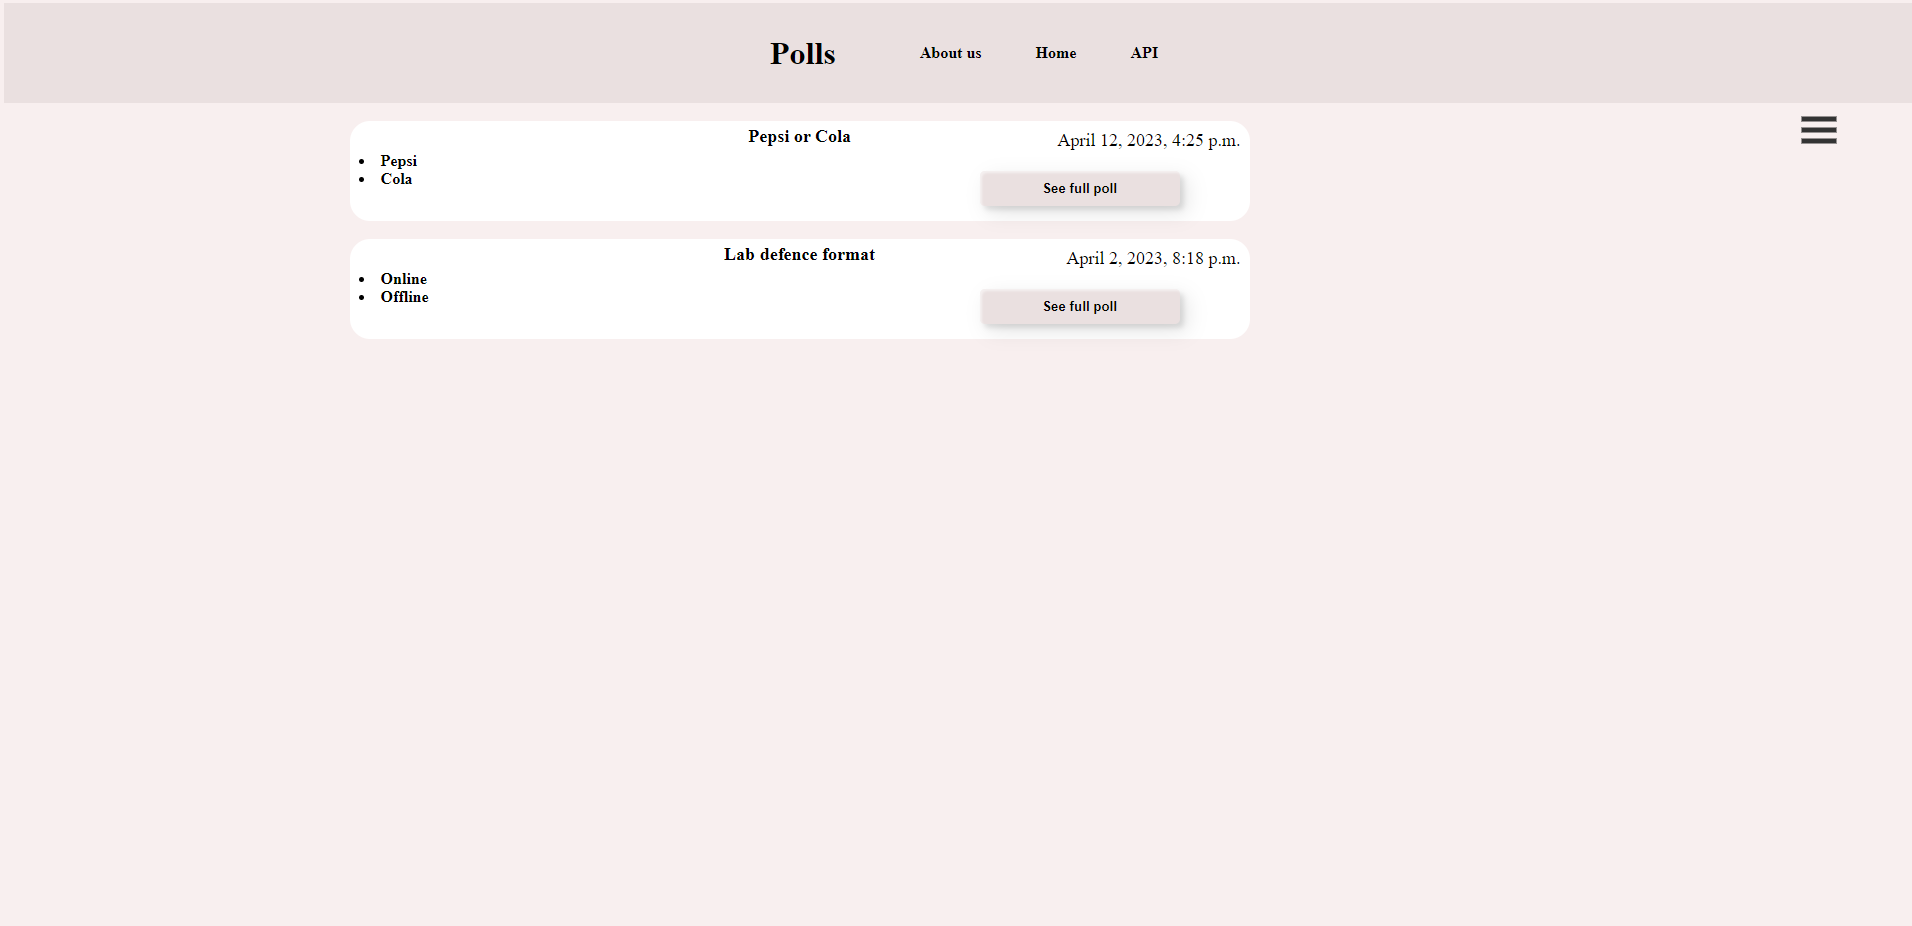 Polls About us Home API
Pepsi or Cola April 12, 2023, 4:25 p.m.
Pepsi
Cola
See full poll
Lab defence format April 2, 2023, 8:18 p.m.
Online
Offline
See full poll